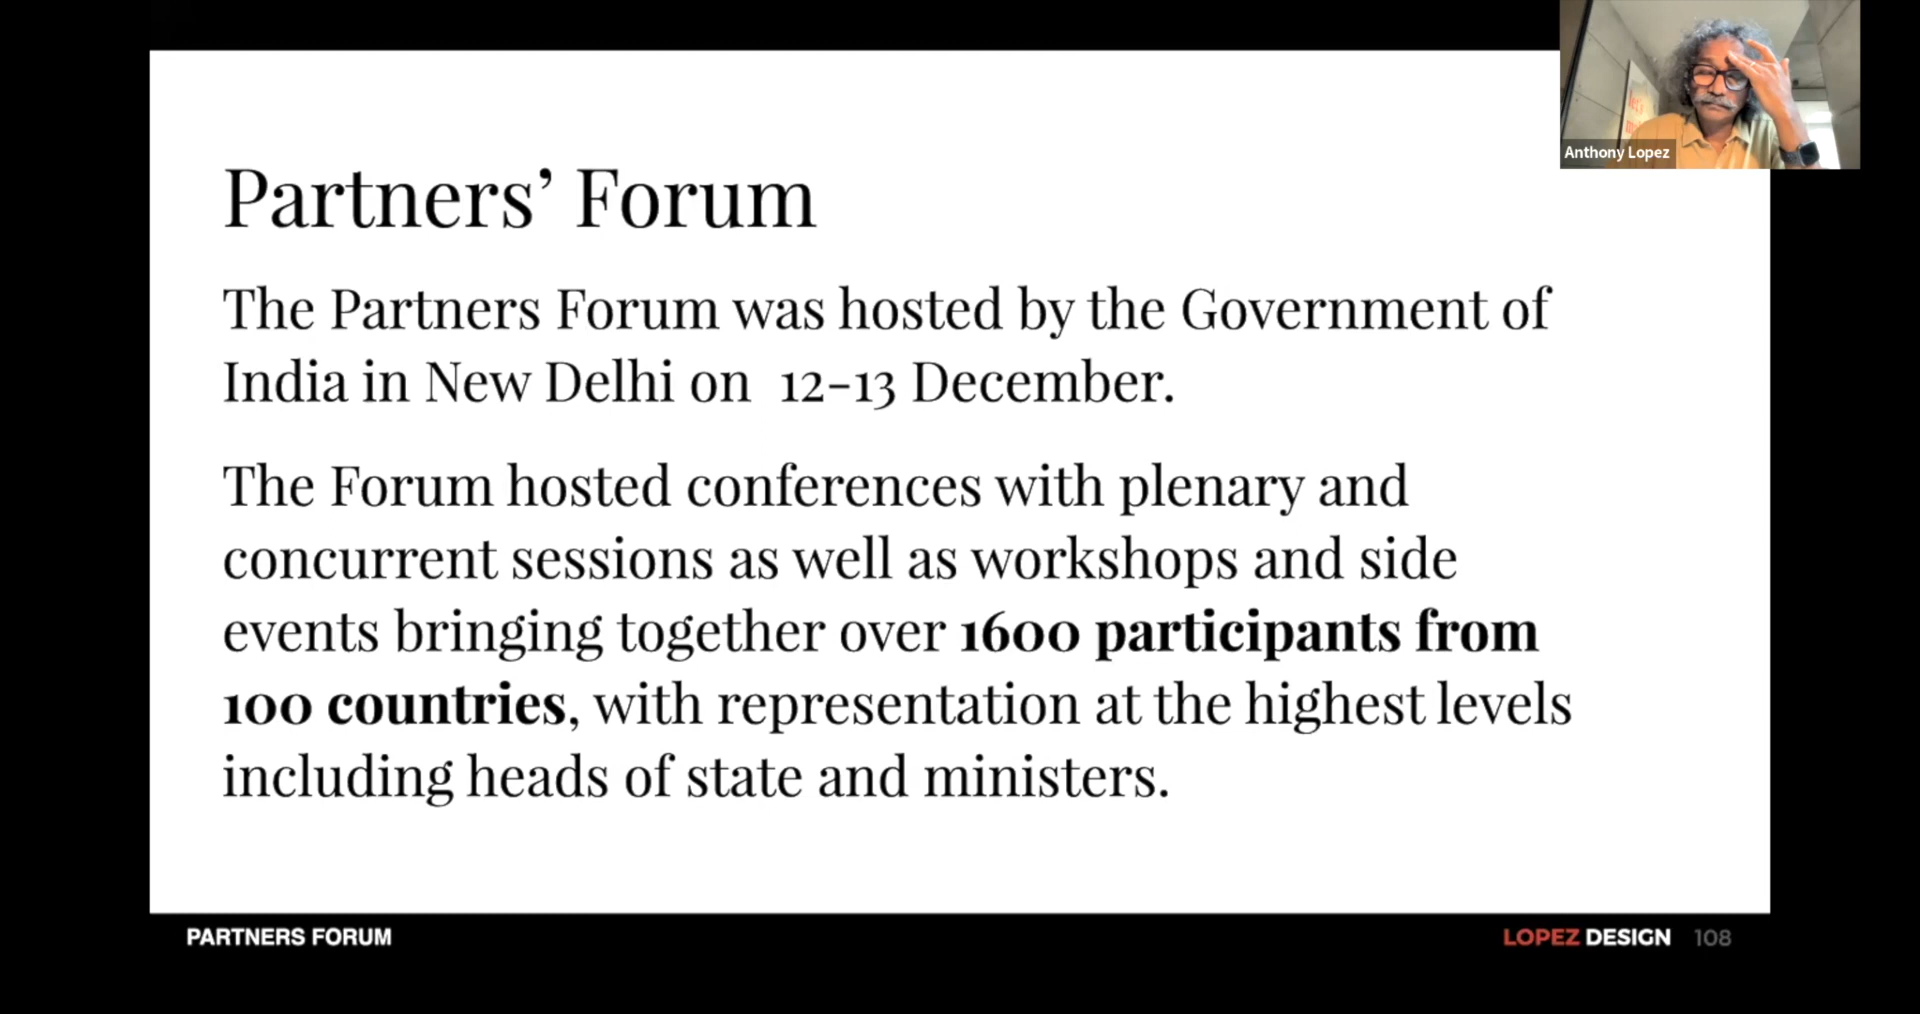 Anthony Lopez
Partners’ Forum
The Partners Forum was hosted by the Government of
India in New Delhi on 12-13 December.
The Forum hosted conferences with plenary and
concurrent sessions as well as workshops and side
events bringing together over 1600 participants from
100 countries, with representation at the highest levels
including heads of state and ministers.
PARTNERS FORUM
LOPEZ DESIGN 108